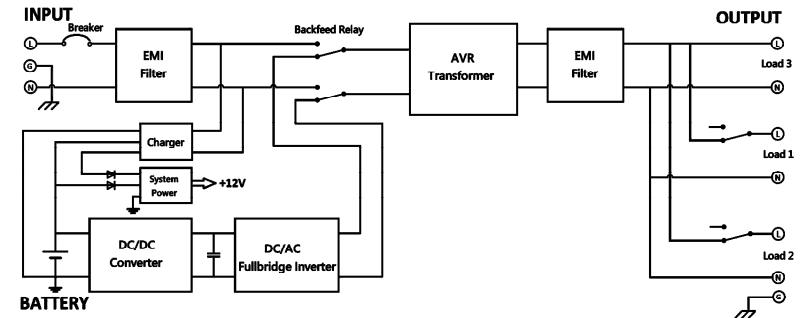 INPUT
OUTPUT
Breaker
Backfeed Relay
L
EMI
Filter
AVR
Transformer
EMI
Filter
L
Load 3
G
N
N
Charger
L
Load 1
System
Power
+12V
N
DC/DC
Converter
DC/AC
Fullbridge Inverter
L
Load 2
N
BATTERY
G